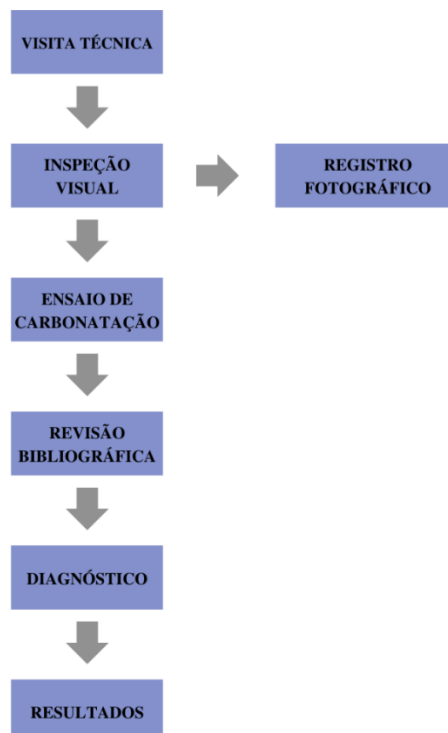 VISITA TÉCNICA
INSPEÇÃO
VISUAL
REGISTRO
FOTOGRÁFICO
ENSAIO DE
CARBONATAÇÃO
REVISÃO
BIBLIOGRÁFICA
DIAGNÓSTICO
RESULTADOS